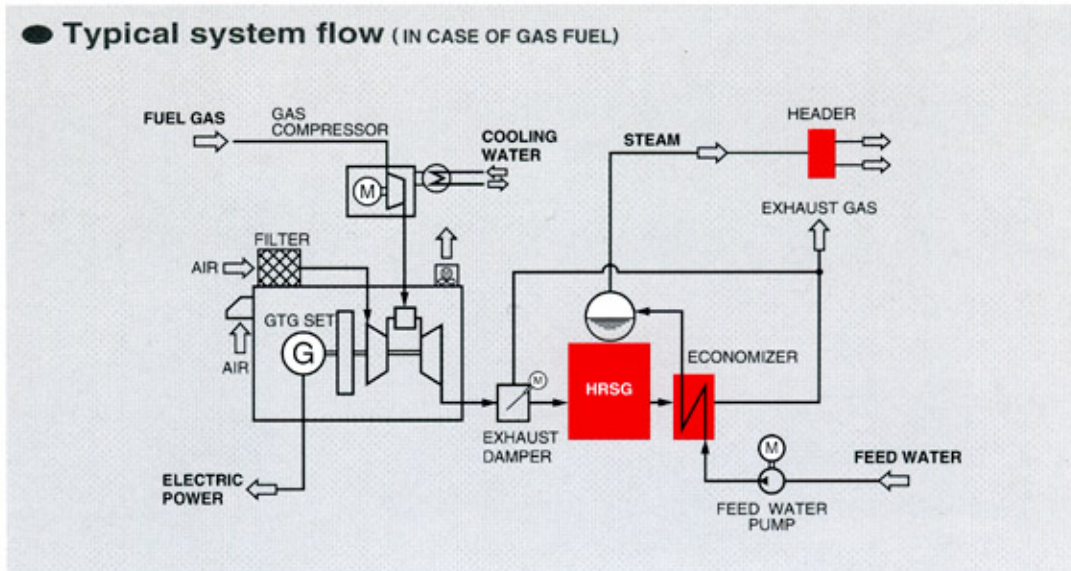 Typical system flow (IN CASE OF GAS FUEL)
FUEL GAS
GAS
COMPRESSOR
COOLING
WATER
M
STEAM
HEADER
EXHAUST GAS
FILTER
AIR
AIR
GTG SET
G
ELECTRIC
POWER
M
EXHAUST
DAMPER
HRSG
ECONOMIZER
M
FEED WATER
FEED WATER
PUMP